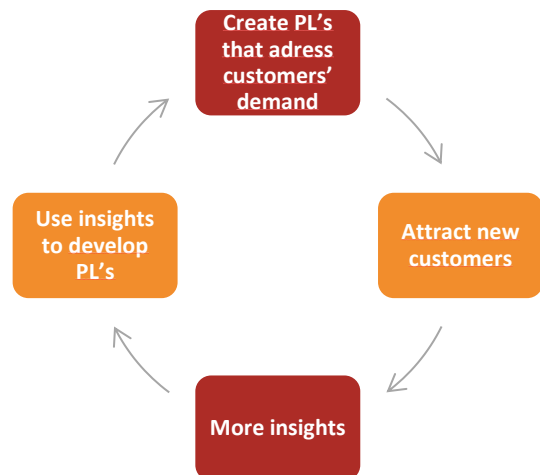 Create PL’s
that adress
customers’
demand
Attract new
customers
More insights
Use insights
to develop
PL’s